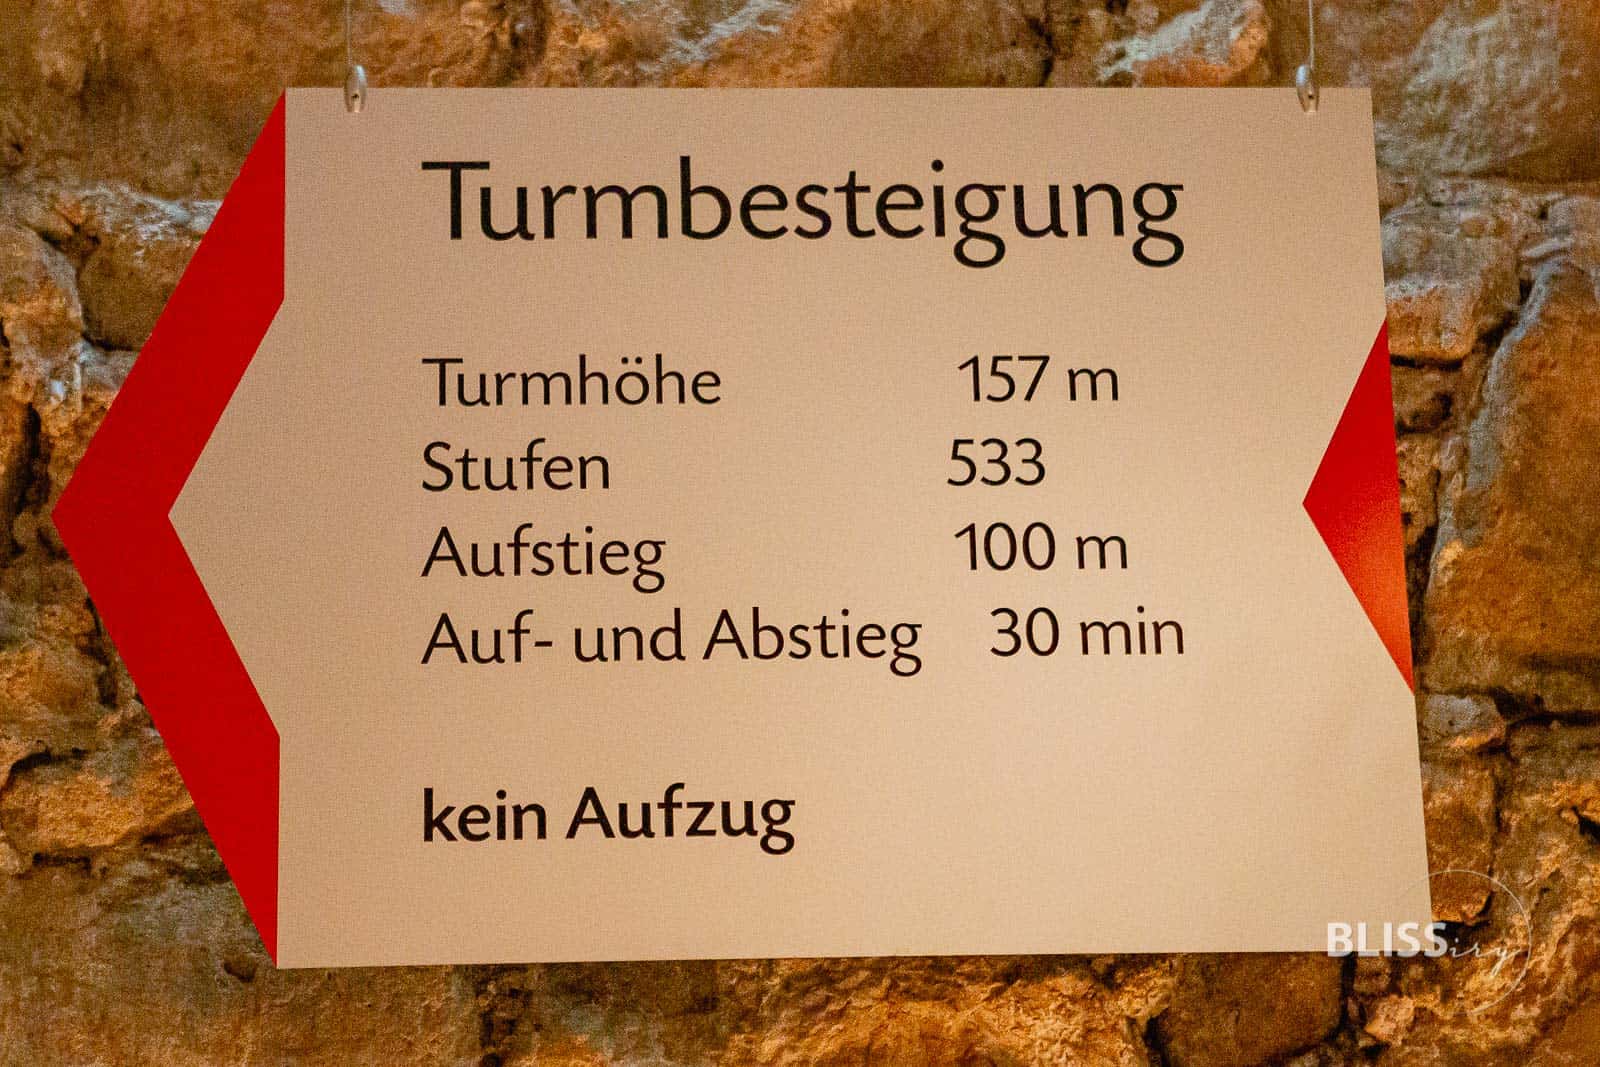 Turmbesteigung
Turmhöhe 157 m
Stufen 533
Aufstieg 100 m
Auf- und Abstieg 30 min
kein Aufzug
BLISSiry